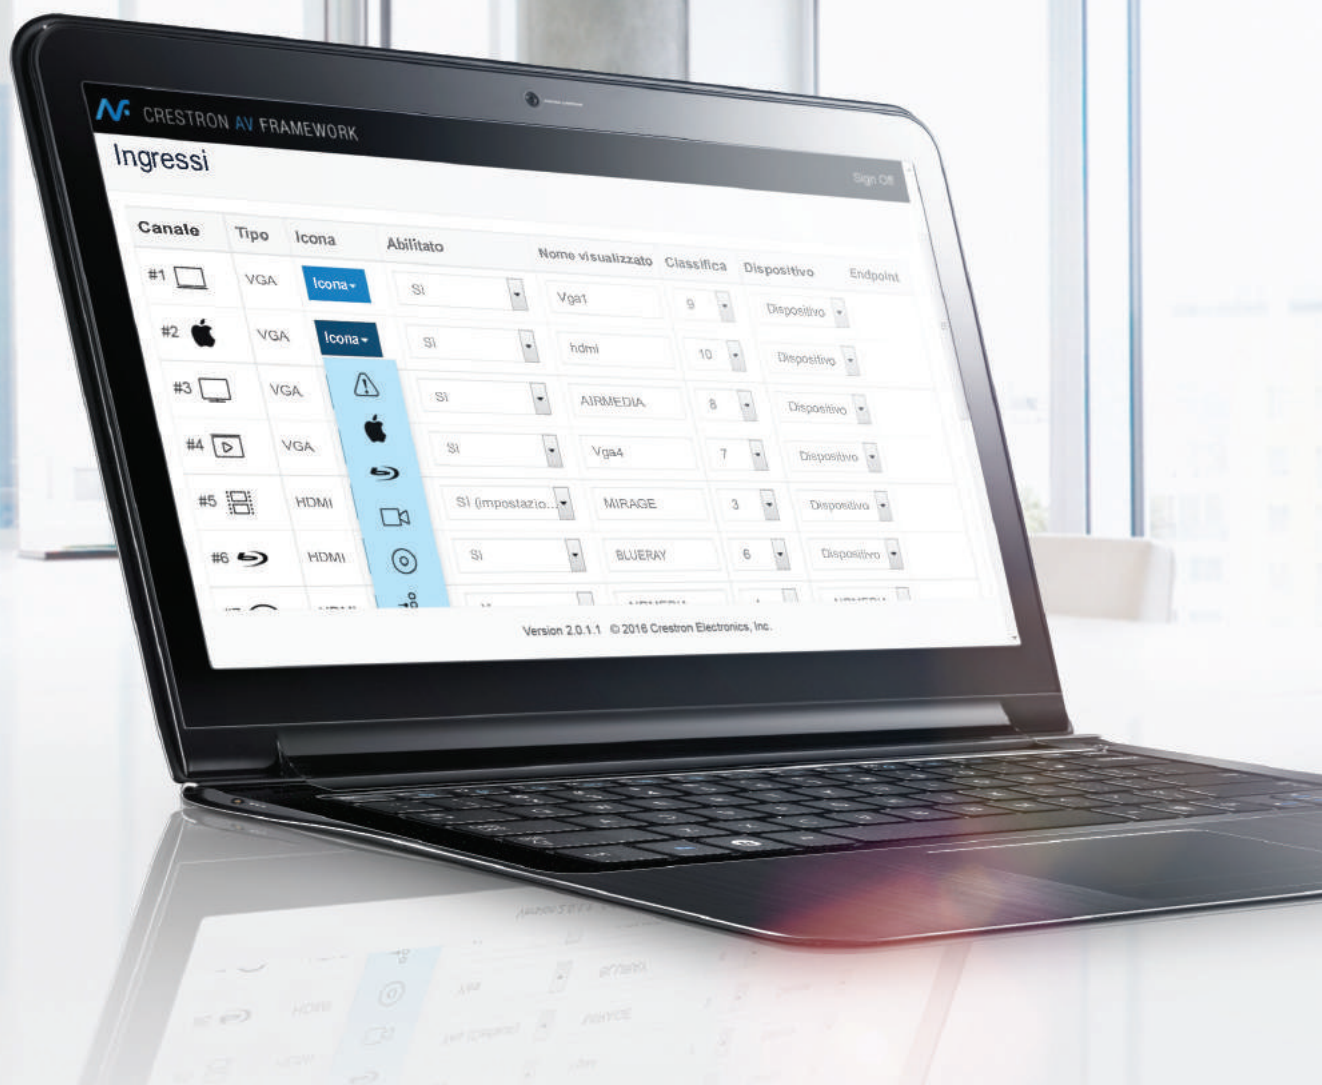 CRESTRON AV FRAMEWORK
Sign Off
Ingressi
Canale Tipo Icona Abilitato Nome visualizzato Classifica Dispositivo Endpoint
#1 VGA Icona Sì Vga1 9 Dispositivo
#2 VGA Icona Sì hdmi 10 Dispositivo
#3 VGA Sì AIRMEDIA 8 Dispositivo
#4 VGA Sì Vga4 7 Dispositivo
#5 HDMI Sì (impostazio... MIRAGE 3 Dispositivo
#6 HDMI Sì BLUERAY 6 Dispositivo
Version 2.0.1.1 © 2016 Crestron Electronics, Inc.